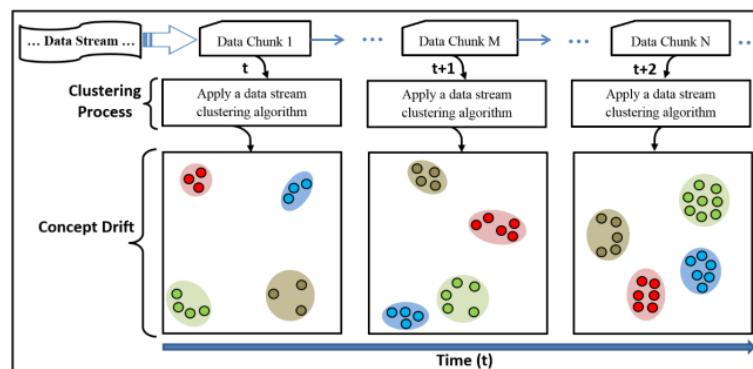 ... Data Stream ...
Data Chunk 1
...
Data Chunk M
...
Data Chunk N
t
t+1
t+2
Clustering
Process
Apply a data stream
clustering algorithm
Apply a data stream
clustering algorithm
Apply a data stream
clustering algorithm
Concept Drift
Time (t)